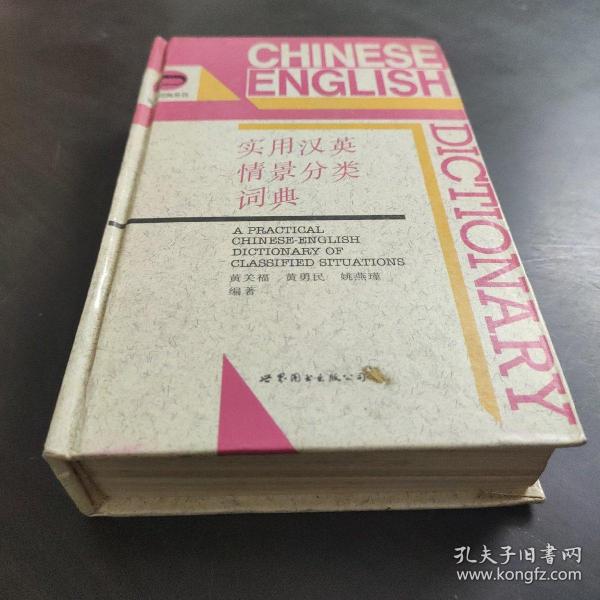 CHINESE
ENGLISH
DICTIONARY
实用汉英
情景分类
词典
A PRACTICAL
CHINESE-ENGLISH
DICTIONARY OF
CLASSIFIED SITUATIONS
黄关福 黄勇民 姚燕瑾
编著
世界图书出版公司
孔夫子旧书网
www.kongfz.com